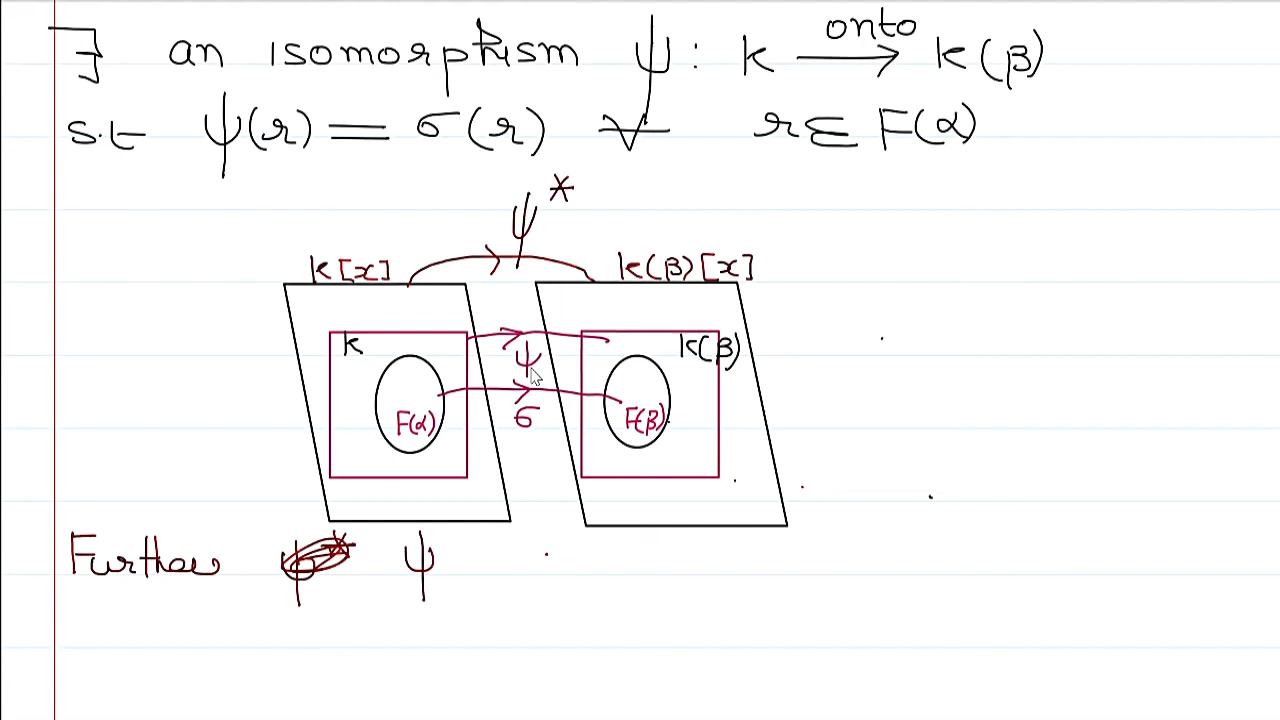 ∃ an isomorphism ψ : k onto→ k(β)
s.t ψ(r) = σ(r) ∀ r ∈ F(α)
ψ*
k[x] k(β)[x]
k ψ k(β)
F(α) σ F(β)
Further ψ